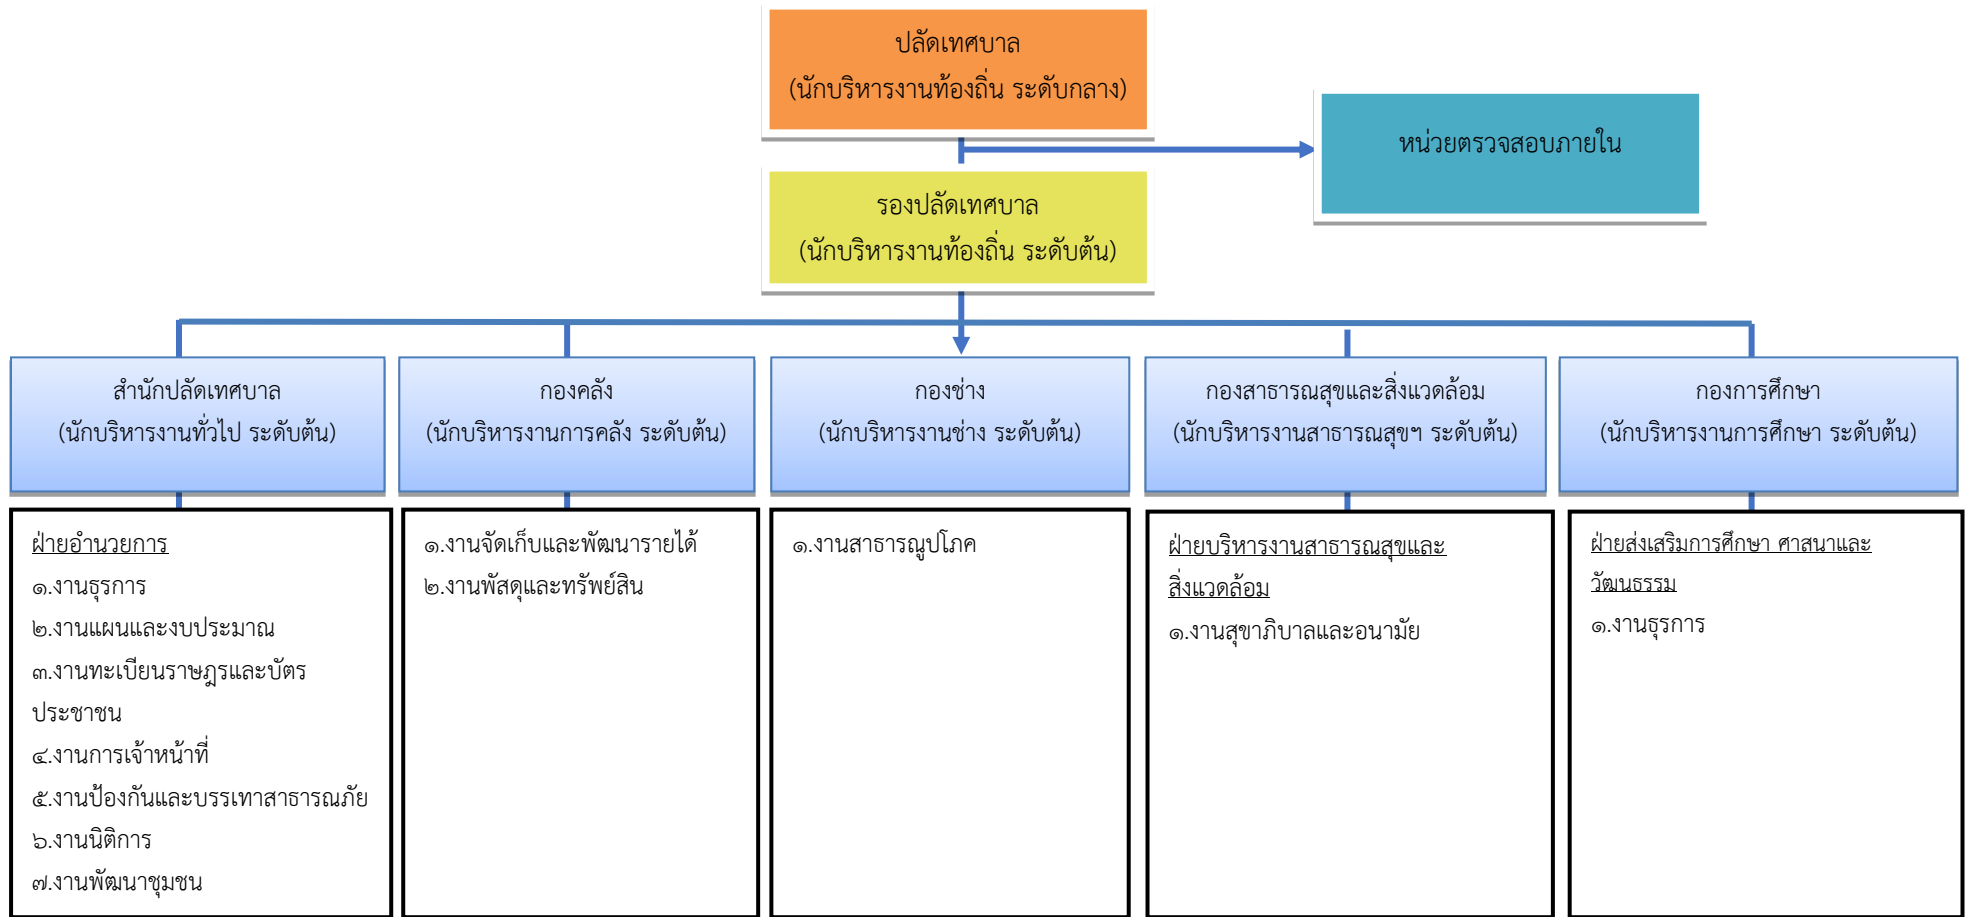 ปลัดเทศบาล
(นักบริหารงานท้องถิ่น ระดับกลาง)
หน่วยตรวจสอบภายใน
รองปลัดเทศบาล
(นักบริหารงานท้องถิ่น ระดับต้น)
สำนักปลัดเทศบาล
(นักบริหารงานทั่วไป ระดับต้น)
กองคลัง
(นักบริหารงานการคลัง ระดับต้น)
กองช่าง
(นักบริหารงานช่าง ระดับต้น)
กองสาธารณสุขและสิ่งแวดล้อม
(นักบริหารงานสาธารณสุขฯ ระดับต้น)
กองการศึกษา
(นักบริหารงานการศึกษา ระดับต้น)
ฝ่ายอำนวยการ
๑.งานธุรการ
๒.งานแผนและงบประมาณ
๓.งานทะเบียนราษฎรและบัตร
ประชาชน
๔.งานการเจ้าหน้าที่
๕.งานป้องกันและบรรเทาสาธารณภัย
๖.งานนิติการ
๗.งานพัฒนาชุมชน
๑.งานจัดเก็บและพัฒนารายได้
๒.งานพัสดุและทรัพย์สิน
๑.งานสาธารณูปโภค
ฝ่ายบริหารงานสาธารณสุขและ
สิ่งแวดล้อม
๑.งานสุขาภิบาลและอนามัย
ฝ่ายส่งเสริมการศึกษา ศาสนาและ
วัฒนธรรม
๑.งานธุรการ